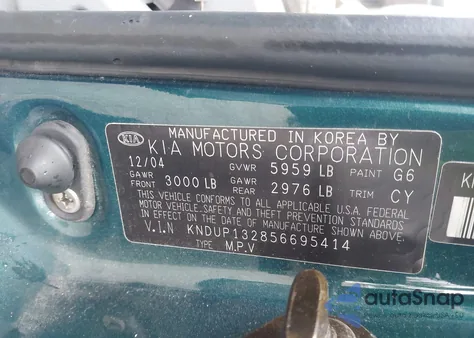 MANUFACTURED IN KOREA BY
KIA KIA MOTORS CORPORATION
12/04 GVWR 5959 LB PAINT G6
GAWR FRONT 3000 LB GAWR REAR 2976 LB TRIM CY
THIS VEHICLE CONFORMS TO ALL APPLICABLE U.S.A. FEDERAL
MOTOR VEHICLE, SAFETY AND THEFT PREVENTION STANDARDS
IN EFFECT ON THE DATE OF MANUFACTURE SHOWN ABOVE.
V.I.N KNDUP132856695414
TYPE M.P.V
autoSnap